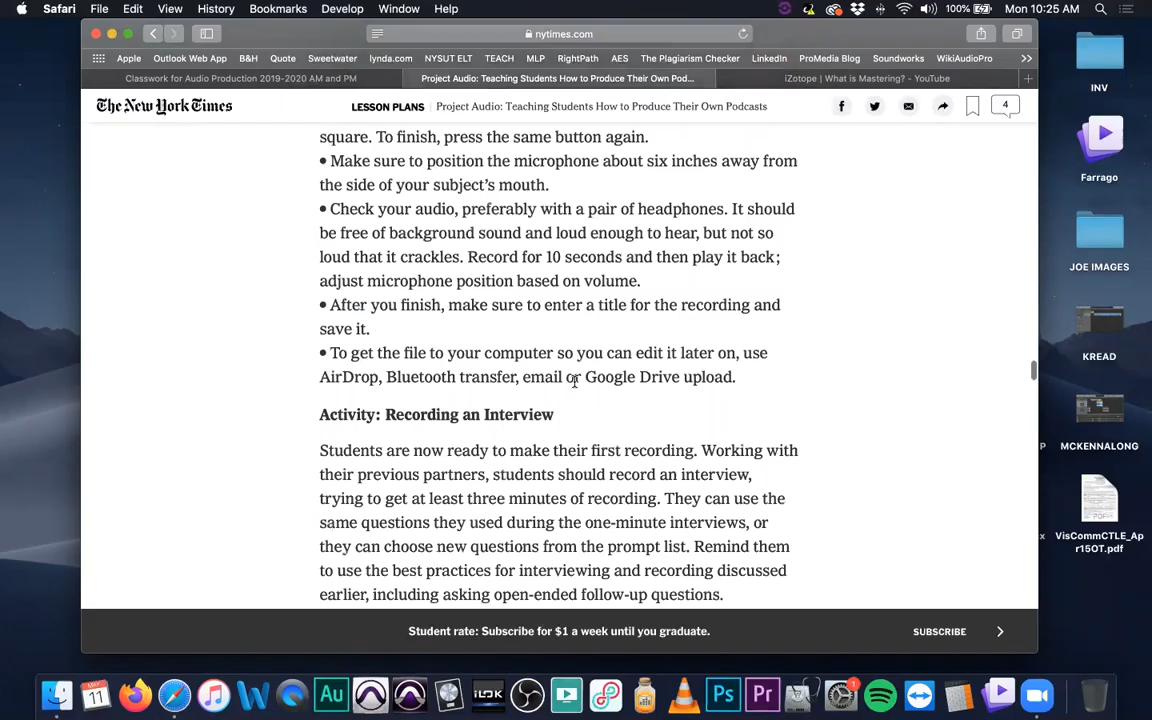 Safari File Edit View History Bookmarks Develop Window Help 100% Mon 10:25 AM
nytimes.com
Apple Outlook Web App B&H Quote Sweetwater lynda.com NYSUT ELT TEACH MLP RightPath AES The Plagiarism Checker LinkedIn ProMedia Blog Soundworks WikiAudioPro
Classwork for Audio Production 2019-2020 AM and PM Project Audio: Teaching Students How to Produce Their Own Pod... iZotope | What is Mastering? - YouTube
The New York Times LESSON PLANS Project Audio: Teaching Students How to Produce Their Own Podcasts 4
square. To finish, press the same button again.
• Make sure to position the microphone about six inches away from
the side of your subject's mouth.
• Check your audio, preferably with a pair of headphones. It should
be free of background sound and loud enough to hear, but not so
loud that it crackles. Record for 10 seconds and then play it back;
adjust microphone position based on volume.
• After you finish, make sure to enter a title for the recording and
save it.
• To get the file to your computer so you can edit it later on, use
AirDrop, Bluetooth transfer, email or Google Drive upload.
Activity: Recording an Interview
Students are now ready to make their first recording. Working with
their previous partners, students should record an interview,
trying to get at least three minutes of recording. They can use the
same questions they used during the one-minute interviews, or
they can choose new questions from the prompt list. Remind them
to use the best practices for interviewing and recording discussed
earlier, including asking open-ended follow-up questions.
Student rate: Subscribe for $1 a week until you graduate. SUBSCRIBE
INV
Farrago
JOE IMAGES
KREAD
MCKENNALONG
VisCommCTLE_Ap
r15OT.pdf
MAY 11 W Au iLOK Ps Pr 1